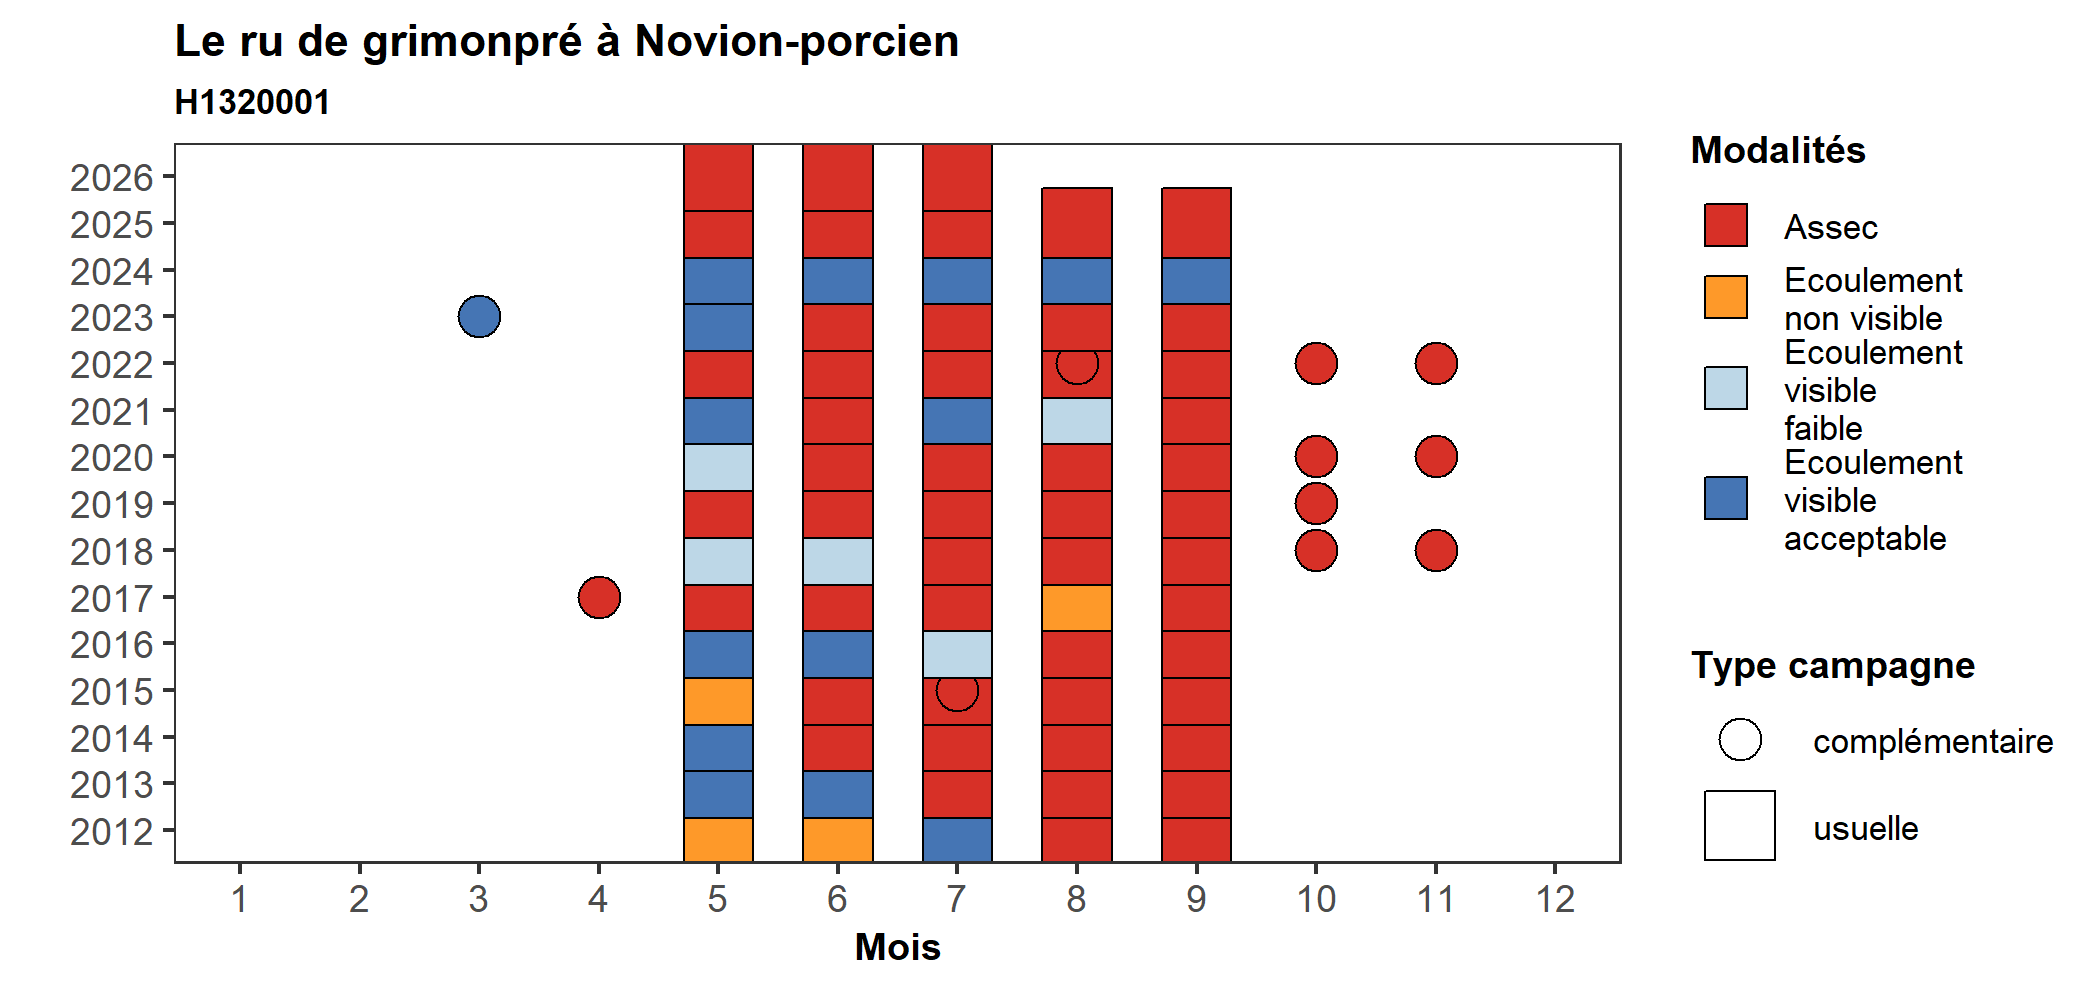 Le ru de grimonpré à Novion-porcien
H1320001
2026
2025
2024
2023
2022
2021
2020
2019
2018
2017
2016
2015
2014
2013
2012
1 2 3 4 5 6 7 8 9 10 11 12
Mois
Modalités
Assec
Ecoulement
non visible
Ecoulement
visible
faible
Ecoulement
visible
acceptable
Type campagne
complémentaire
usuelle